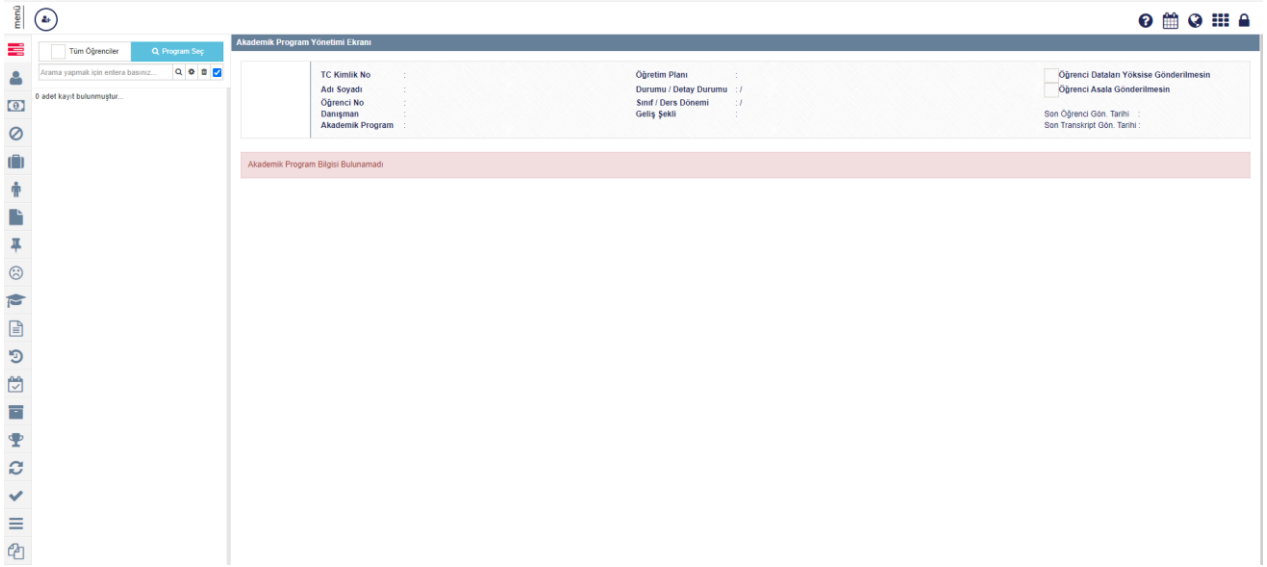 menü
Tüm Öğrenciler
Program Seç
Arama yapmak için entera basınız...
0 adet kayıt bulunmuştur...
Akademik Program Yönetimi Ekranı
TC Kimlik No :
Adı Soyadı :
Öğrenci No :
Danışman :
Akademik Program :
Öğretim Planı :
Durumu / Detay Durumu : /
Sınıf / Ders Dönemi : /
Geliş Şekli :
Öğrenci Dataları Yöksise Gönderilmesin
Öğrenci Asala Gönderilmesin
Son Öğrenci Gön. Tarihi :
Son Transkript Gön. Tarihi :
Akademik Program Bilgisi Bulunamadı